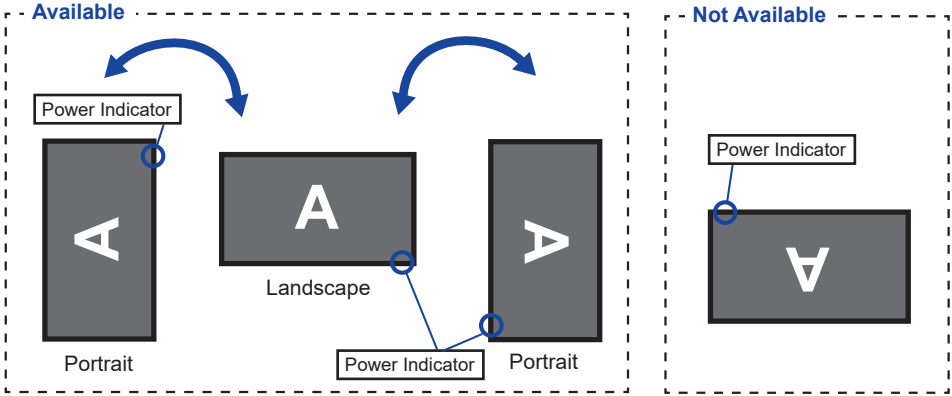 Available
Not Available
Power Indicator
Power Indicator
A
A
A
A
Landscape
Power Indicator
Portrait
Portrait